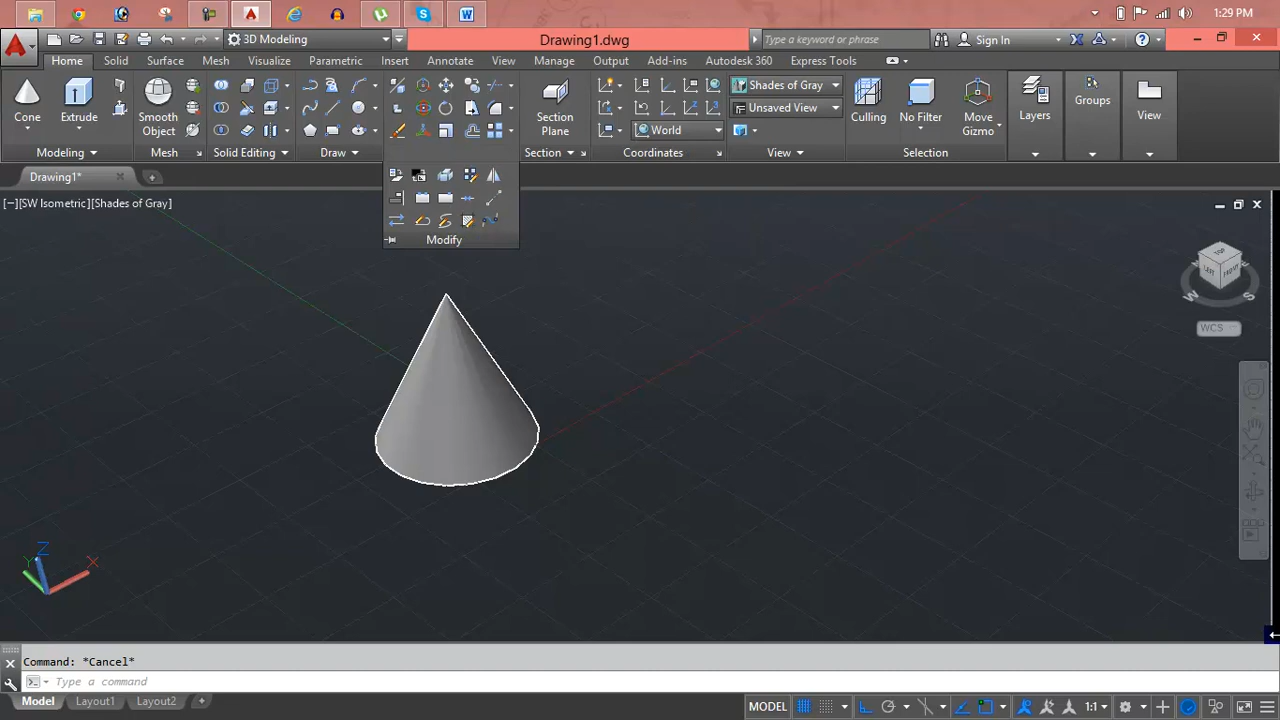 1:29 PM
3D Modeling
Drawing1.dwg
Type a keyword or phrase
Sign In
Home Solid Surface Mesh Visualize Parametric Insert Annotate View Manage Output Add-ins Autodesk 360 Express Tools
Shades of Gray
Unsaved View
World
Cone
Extrude
Smooth Object
Section Plane
Culling
No Filter
Move Gizmo
Layers
Groups
View
Modeling
Mesh
Solid Editing
Draw
Section
Coordinates
View
Selection
Drawing1*
[−][SW Isometric][Shades of Gray]
Modify
TOP
LEFT
FRONT
W
S
WCS
Z
Y
X
Command: *Cancel*
Type a command
Model Layout1 Layout2
MODEL
1:1